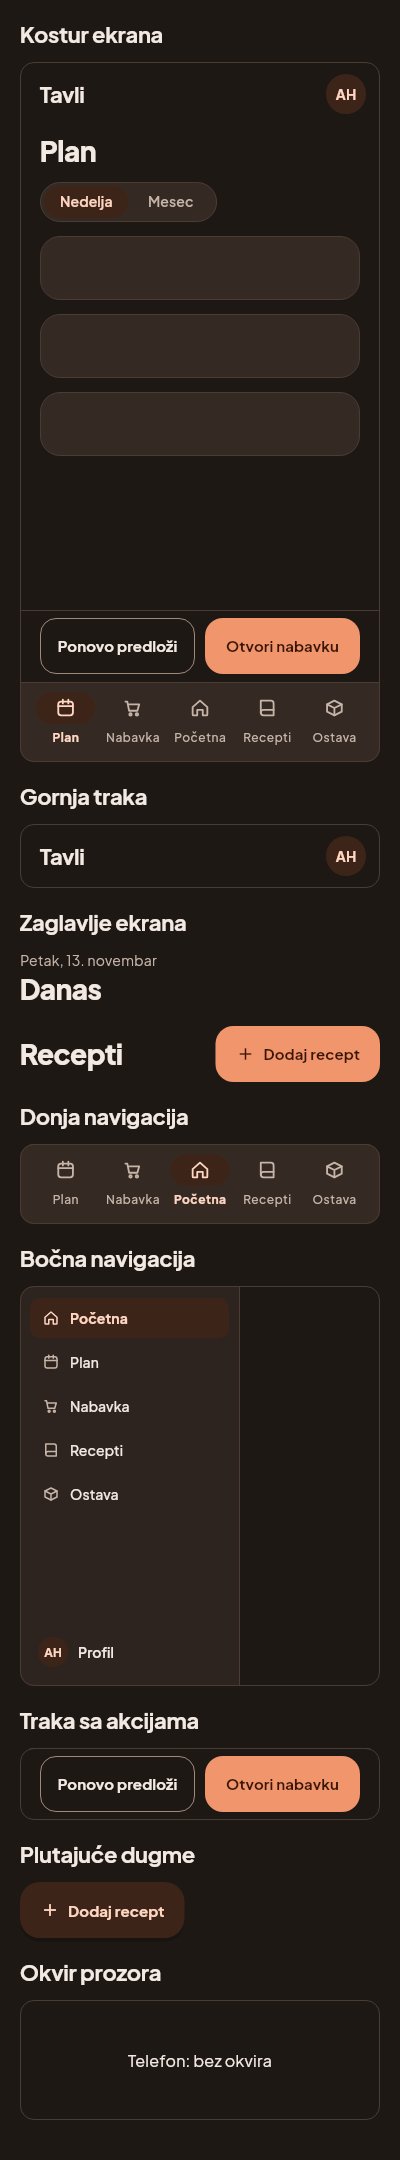 Kostur ekrana
Tavli
AH
Plan
Nedelja Mesec
Ponovo predloži Otvori nabavku
Plan Nabavka Početna Recepti Ostava
Gornja traka
Tavli
AH
Zaglavlje ekrana
Petak, 13. novembar
Danas
Recepti
Dodaj recept
Donja navigacija
Plan Nabavka Početna Recepti Ostava
Bočna navigacija
Početna
Plan
Nabavka
Recepti
Ostava
AH Profil
Traka sa akcijama
Ponovo predloži Otvori nabavku
Plutajuće dugme
Dodaj recept
Okvir prozora
Telefon: bez okvira